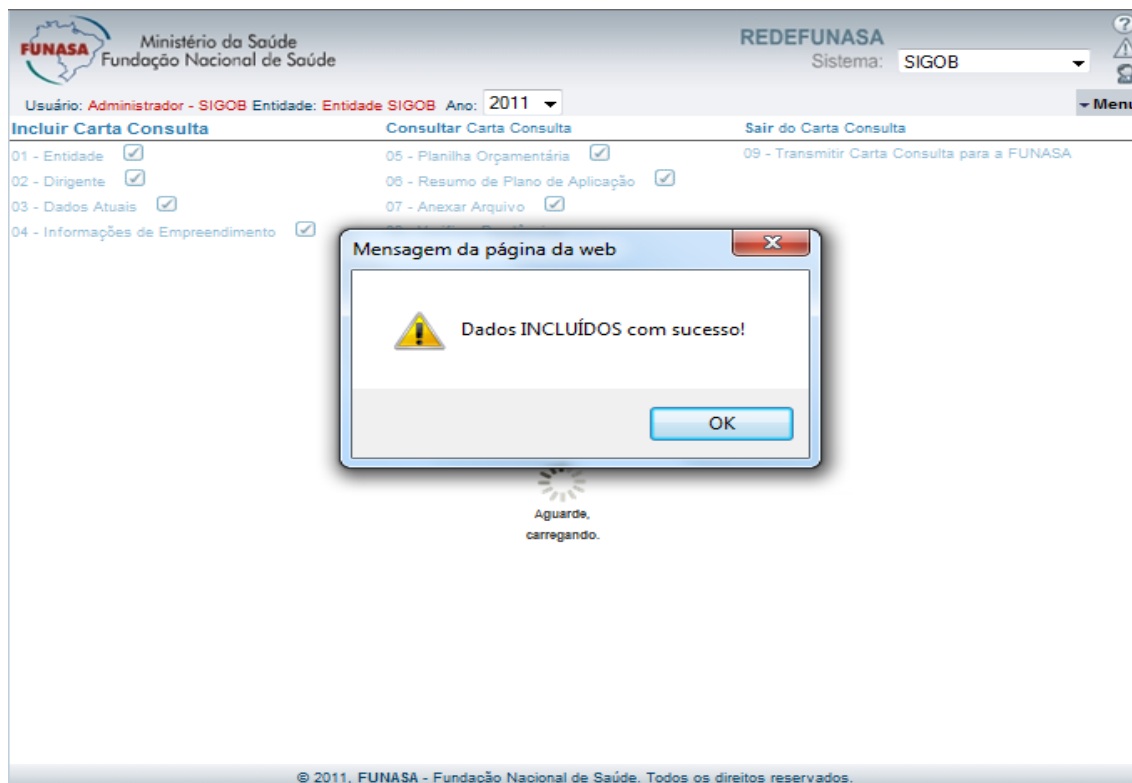 FUNASA
Ministério da Saúde
Fundação Nacional de Saúde
REDEFUNASA
Sistema: SIGOB
Usuário: Administrador - SIGOB Entidade: Entidade SIGOB Ano: 2011
Menu
Incluir Carta Consulta
Consultar Carta Consulta
Sair do Carta Consulta
01 - Entidade
05 - Planilha Orçamentária
09 - Transmitir Carta Consulta para a FUNASA
02 - Dirigente
06 - Resumo de Plano de Aplicação
03 - Dados Atuais
07 - Anexar Arquivo
04 - Informações de Empreendimento
Mensagem da página da web
Dados INCLUÍDOS com sucesso!
OK
Aguarde,
carregando.
© 2011, FUNASA - Fundação Nacional de Saúde. Todos os direitos reservados.